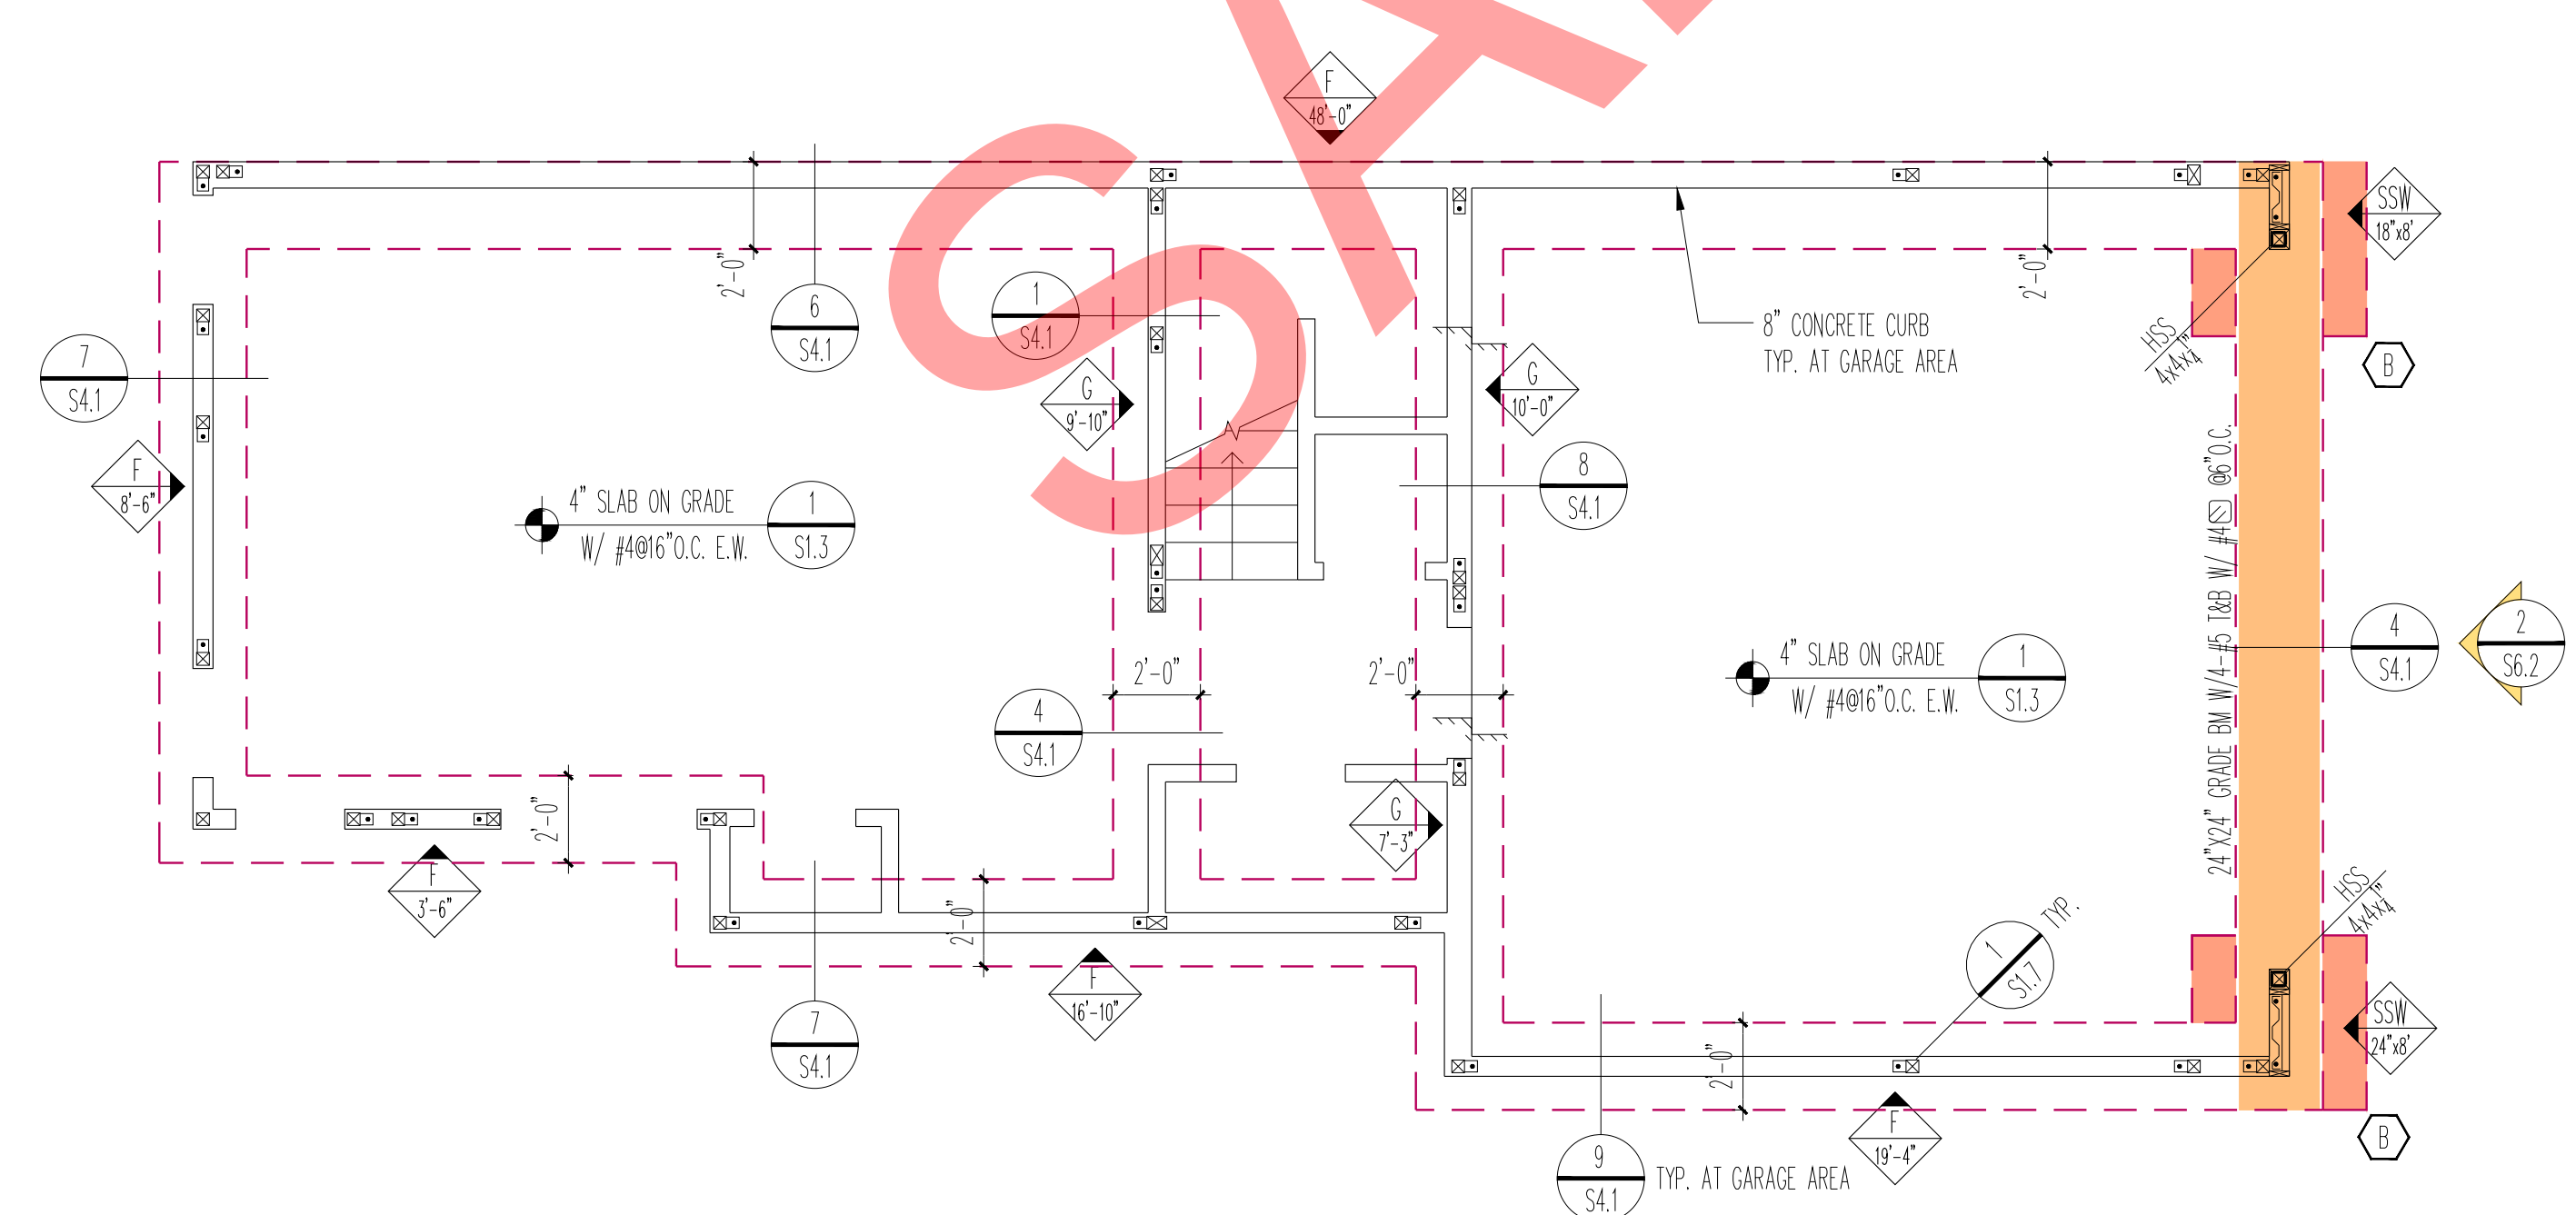 F
48'-0"
SSW
18"x8'
2'-0"
2'-0"
6
S4.1
1
S4.1
8" CONCRETE CURB
TYP. AT GARAGE AREA
HSS
4x4x¼"
B
7
S4.1
G
9'-10"
G
10'-0"
F
8'-6"
4" SLAB ON GRADE
W/ #4@16"O.C. E.W.
1
S1.3
8
S4.1
24"X24" GRADE BM W/4-#5 T&B W/ #4 @6"O.C.
4" SLAB ON GRADE
W/ #4@16"O.C. E.W.
1
S1.3
4
S4.1
2
S6.2
2'-0"
2'-0"
4
S4.1
2'-0"
G
7'-3"
F
3'-6"
2'-0"
HSS
4x4x¼"
1
S1.7
TYP.
F
16'-10"
7
S4.1
SSW
24"x8'
2'-0"
F
19'-4"
B
9
S4.1
TYP. AT GARAGE AREA
SA